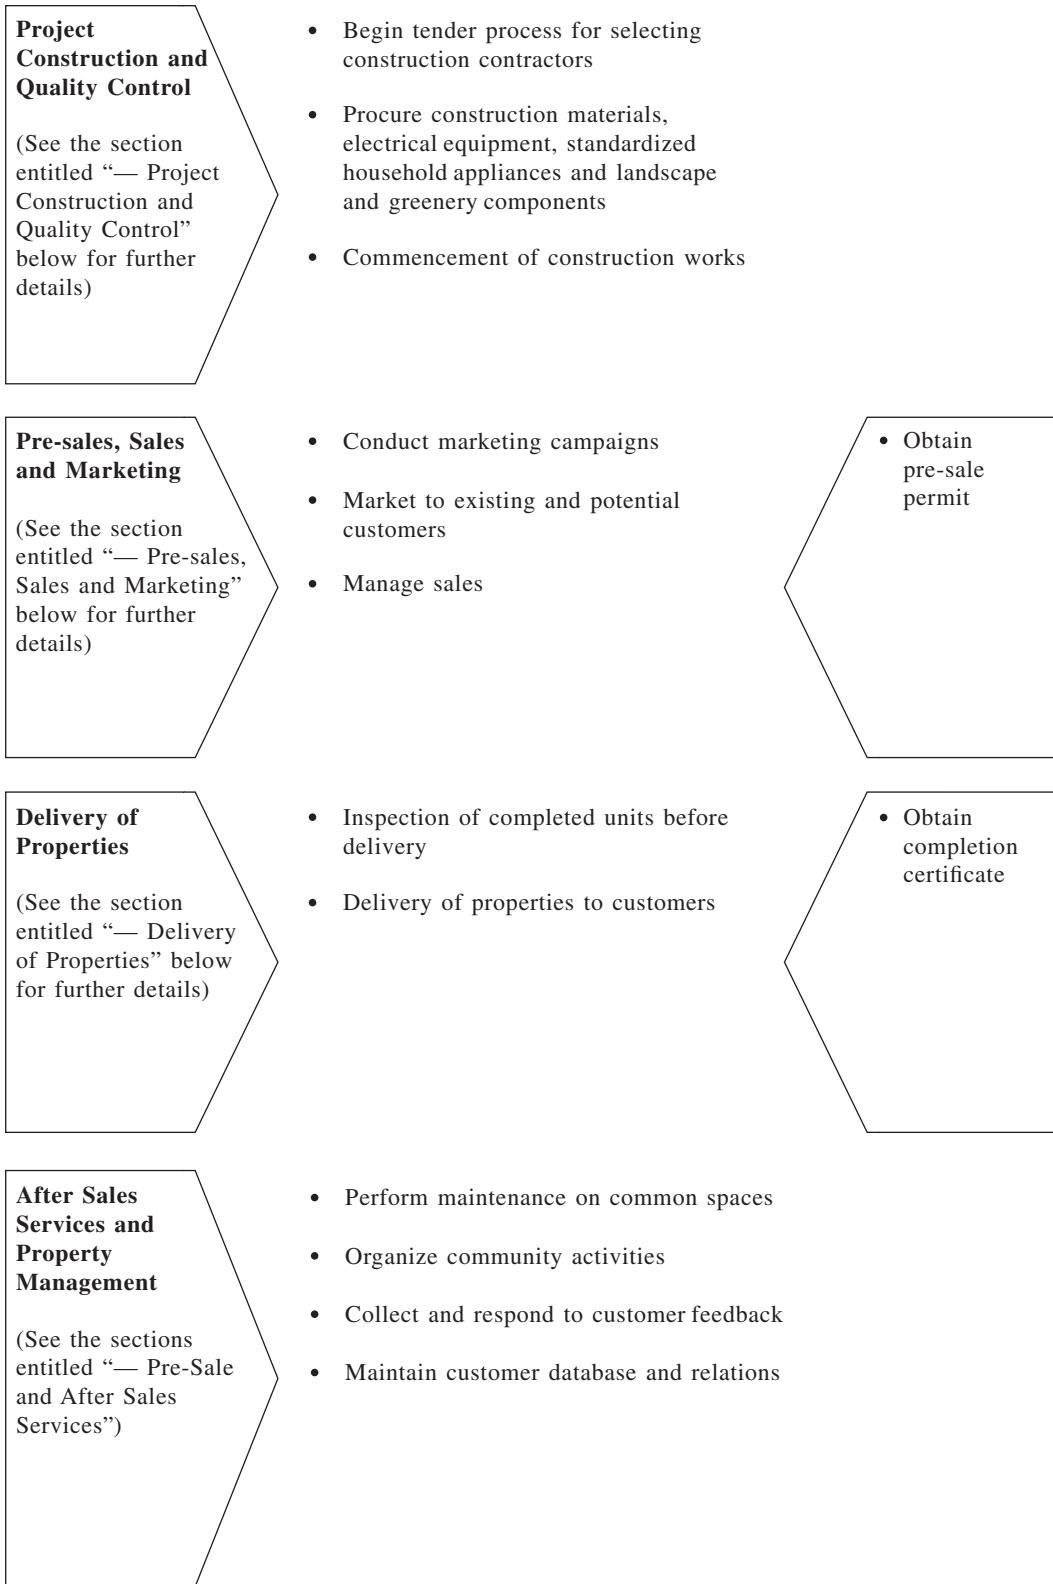 Project
Construction and
Quality Control
(See the section
entitled “— Project
Construction and
Quality Control”
below for further
details)
• Begin tender process for selecting
construction contractors
• Procure construction materials,
electrical equipment, standardized
household appliances and landscape
and greenery components
• Commencement of construction works
Pre-sales, Sales
and Marketing
(See the section
entitled “— Pre-sales,
Sales and Marketing”
below for further
details)
• Conduct marketing campaigns
• Market to existing and potential
customers
• Manage sales
• Obtain
pre-sale
permit
Delivery of
Properties
(See the section
entitled “— Delivery
of Properties” below
for further details)
• Inspection of completed units before
delivery
• Delivery of properties to customers
• Obtain
completion
certificate
After Sales
Services and
Property
Management
(See the sections
entitled “— Pre-Sale
and After Sales
Services”)
• Perform maintenance on common spaces
• Organize community activities
• Collect and respond to customer feedback
• Maintain customer database and relations